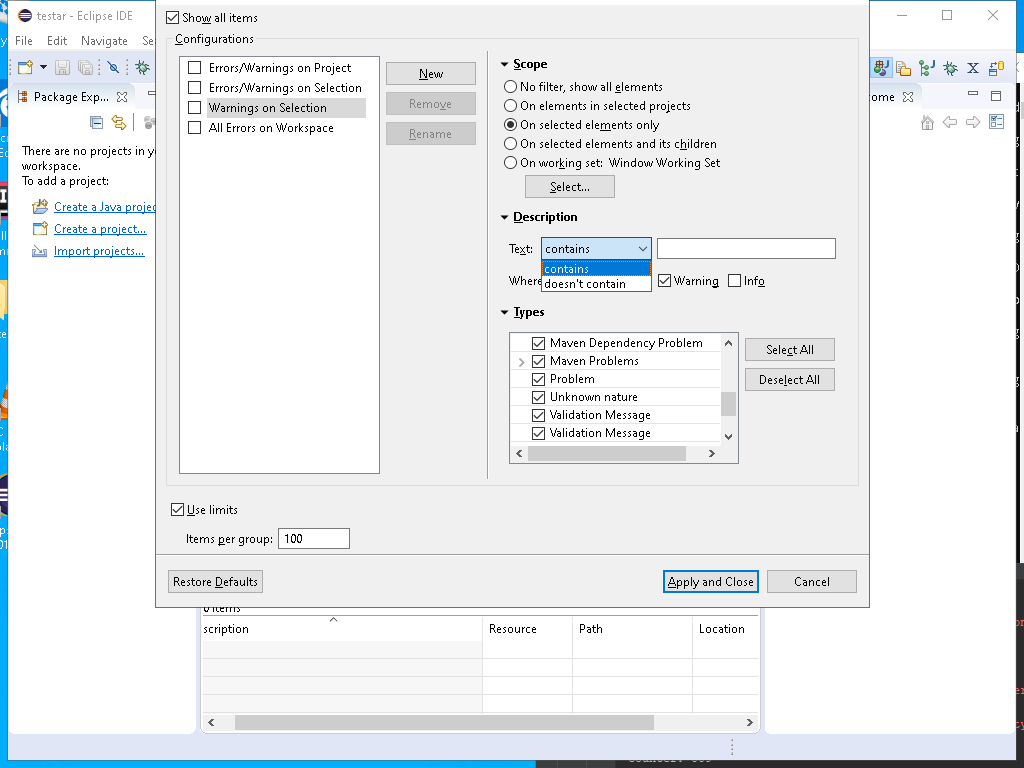 testar - Eclipse IDE
File Edit Navigate Se
Package Exp...
There are no projects in y
workspace.
To add a project:
Create a Java projec
Create a project...
Import projects...
Show all items
Configurations
Errors/Warnings on Project
Errors/Warnings on Selection
Warnings on Selection
All Errors on Workspace
New
Remove
Rename
Scope
No filter, show all elements
On elements in selected projects
On selected elements only
On selected elements and its children
On working set: Window Working Set
Select...
Description
Text: contains
contains
doesn't contain
Where
Warning
Info
Types
Maven Dependency Problem
Maven Problems
Problem
Unknown nature
Validation Message
Validation Message
Select All
Deselect All
Use limits
Items per group: 100
Restore Defaults
Apply and Close
Cancel
ome
0 items
scription Resource Path Location